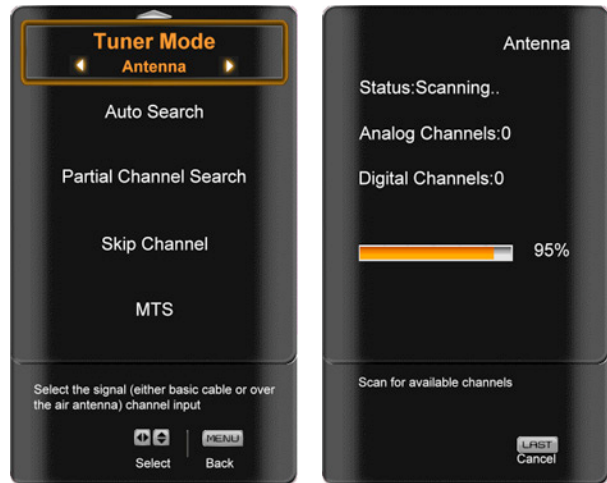 Tuner Mode
Antenna
Auto Search
Partial Channel Search
Skip Channel
MTS
Select the signal (either basic cable or over
the air antenna) channel input
MENU
Select Back
Antenna
Status:Scanning..
Analog Channels:0
Digital Channels:0
95%
Scan for available channels
LAST
Cancel